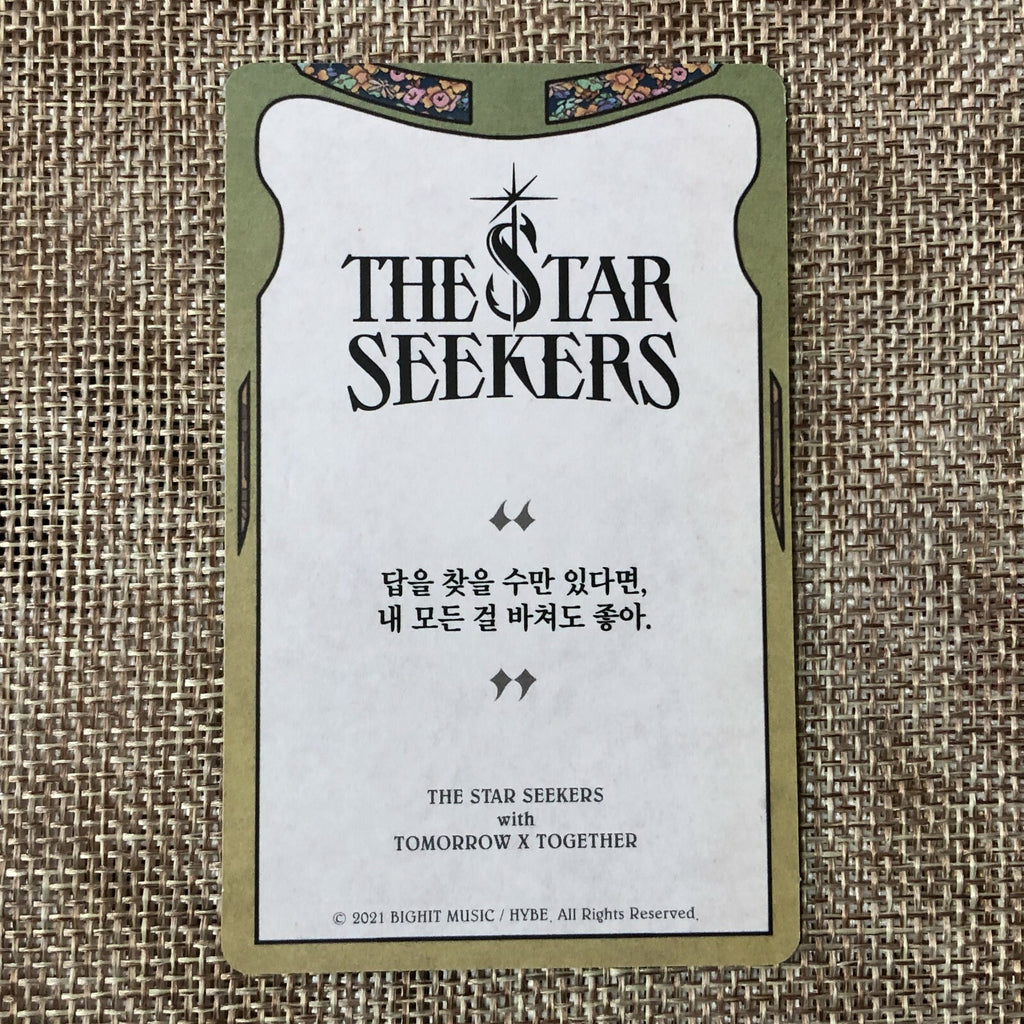 THE STAR
SEEKERS
“
답을 찾을 수만 있다면,
내 모든 걸 바쳐도 좋아.
”
THE STAR SEEKERS
with
TOMORROW X TOGETHER
© 2021 BIGHIT MUSIC / HYBE. All Rights Reserved.